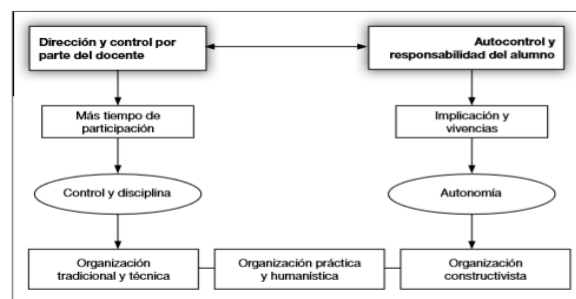 Dirección y control por
parte del docente
Autocontrol y
responsabilidad del alumno
Más tiempo de
participación
Implicación y
vivencias
Control y disciplina
Autonomía
Organización
tradicional y técnica
Organización práctica
y humanística
Organización
constructivista